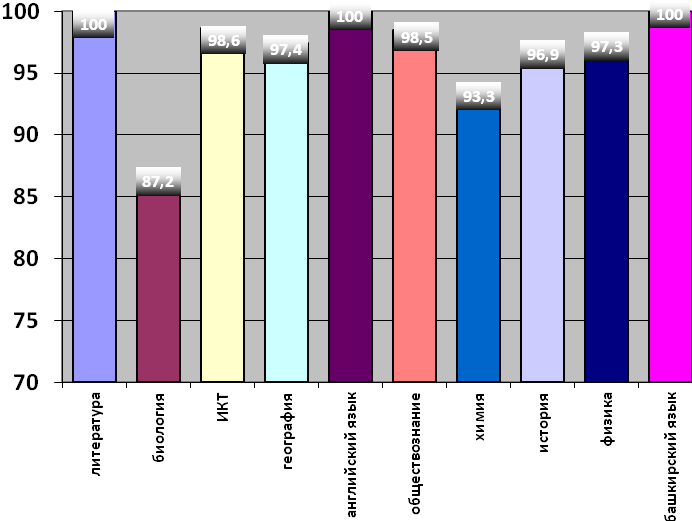 100
95
90
85
80
75
70
100
87,2
98,6
97,4
100
98,5
93,3
96,9
97,3
100
литература
биология
ИКТ
география
английский язык
обществознание
химия
история
физика
башкирский язык